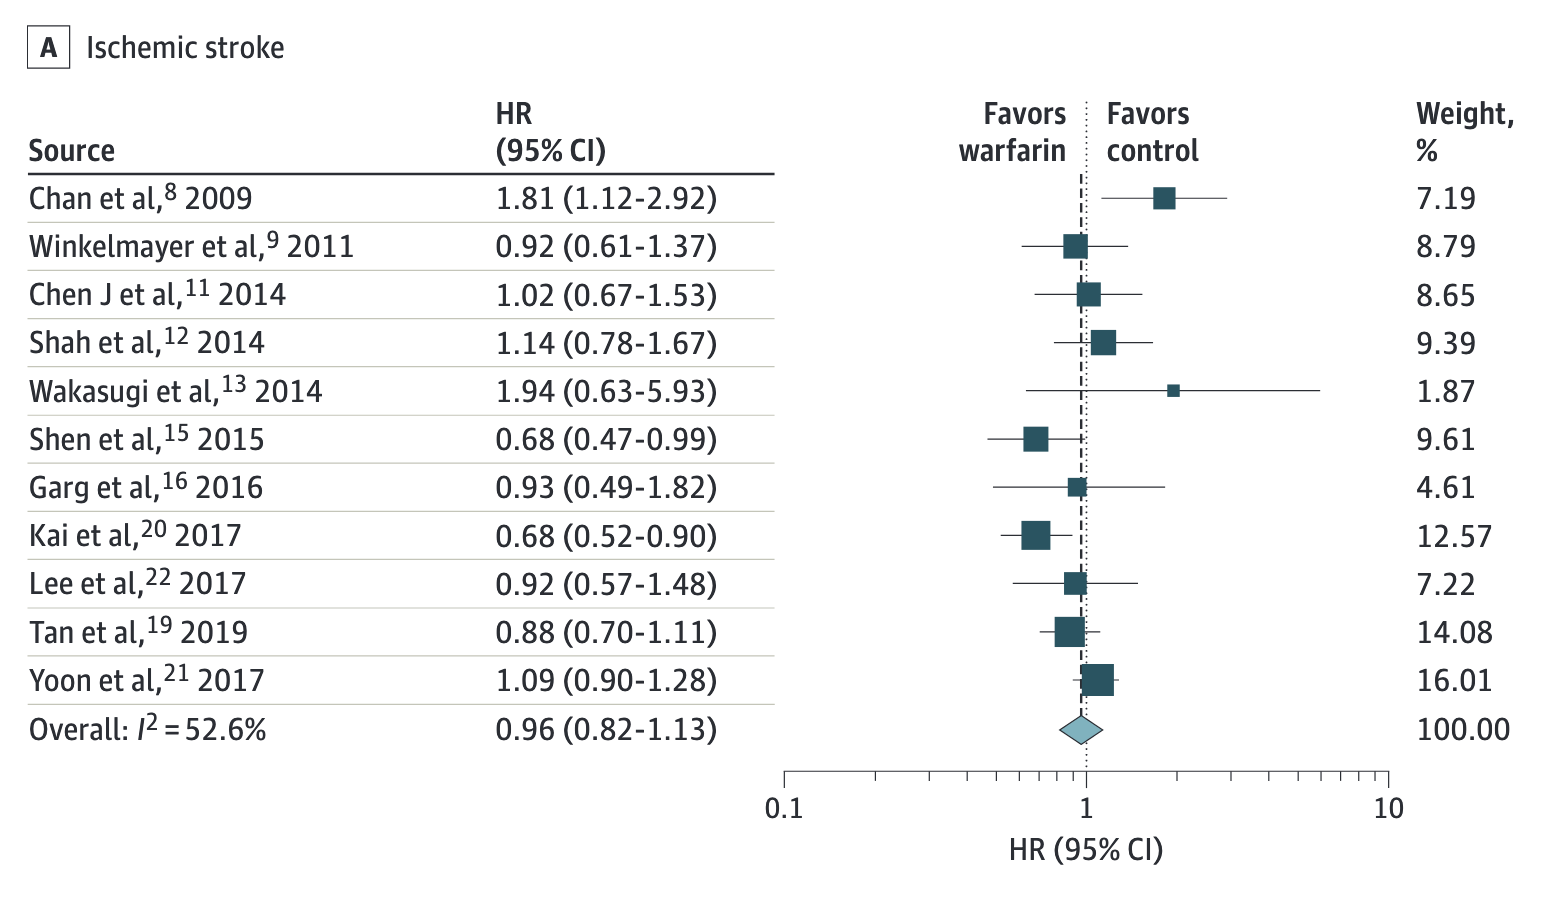 A Ischemic stroke
HR Favors Favors Weight,
Source (95% CI) warfarin control %
Chan et al,8 2009 1.81 (1.12-2.92) 7.19
Winkelmayer et al,9 2011 0.92 (0.61-1.37) 8.79
Chen J et al,11 2014 1.02 (0.67-1.53) 8.65
Shah et al,12 2014 1.14 (0.78-1.67) 9.39
Wakasugi et al,13 2014 1.94 (0.63-5.93) 1.87
Shen et al,15 2015 0.68 (0.47-0.99) 9.61
Garg et al,16 2016 0.93 (0.49-1.82) 4.61
Kai et al,20 2017 0.68 (0.52-0.90) 12.57
Lee et al,22 2017 0.92 (0.57-1.48) 7.22
Tan et al,19 2019 0.88 (0.70-1.11) 14.08
Yoon et al,21 2017 1.09 (0.90-1.28) 16.01
Overall: I2 = 52.6% 0.96 (0.82-1.13) 100.00
0.1 1 10
HR (95% CI)